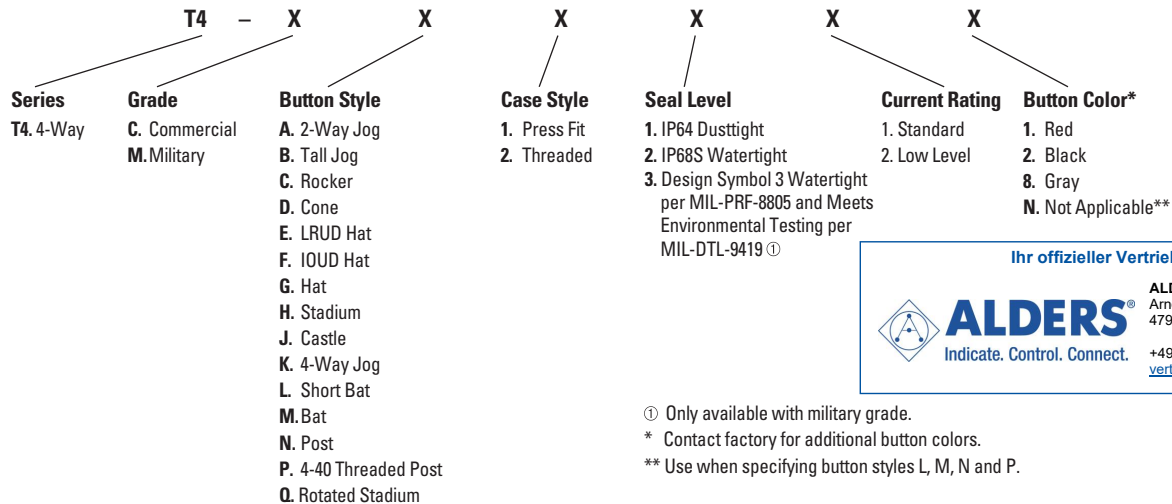 T4 – X X X X X X
Series
T4. 4-Way
Grade
C. Commercial
M. Military
Button Style
A. 2-Way Jog
B. Tall Jog
C. Rocker
D. Cone
E. LRUD Hat
F. IOUD Hat
G. Hat
H. Stadium
J. Castle
K. 4-Way Jog
L. Short Bat
M. Bat
N. Post
P. 4-40 Threaded Post
Q. Rotated Stadium
Case Style
1. Press Fit
2. Threaded
Seal Level
1. IP64 Dusttight
2. IP68S Watertight
3. Design Symbol 3 Watertight
per MIL-PRF-8805 and Meets
Environmental Testing per
MIL-DTL-9419 ①
Current Rating
1. Standard
2. Low Level
Button Color*
1. Red
2. Black
8. Gray
N. Not Applicable**
Ihr offizieller
ALDERS®
Indicate. Control. Connect.
479
+49
① Only available with military grade.
* Contact factory for additional button colors.
** Use when specifying button styles L, M, N and P.